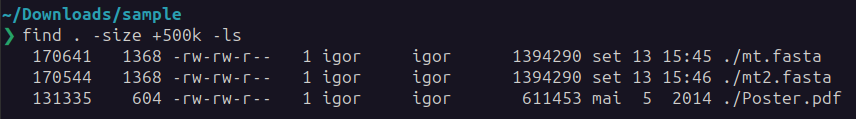 ~/Downloads/sample
❯ find . -size +500k -ls
170641 1368 -rw-rw-r-- 1 igor igor 1394290 set 13 15:45 ./mt.fasta
170544 1368 -rw-rw-r-- 1 igor igor 1394290 set 13 15:46 ./mt2.fasta
131335 604 -rw-rw-r-- 1 igor igor 611453 mai 5 2014 ./Poster.pdf